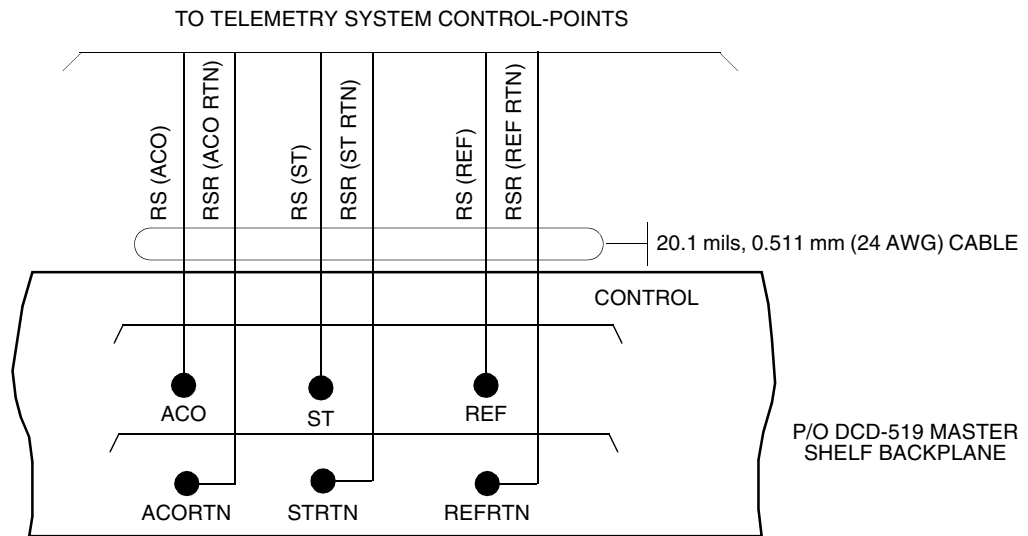 TO TELEMETRY SYSTEM CONTROL-POINTS
RS (ACO)
RSR (ACO RTN)
RS (ST)
RSR (ST RTN)
RS (REF)
RSR (REF RTN)
20.1 mils, 0.511 mm (24 AWG) CABLE
CONTROL
ACO
ST
REF
P/O DCD-519 MASTER
SHELF BACKPLANE
ACORTN
STRTN
REFRTN